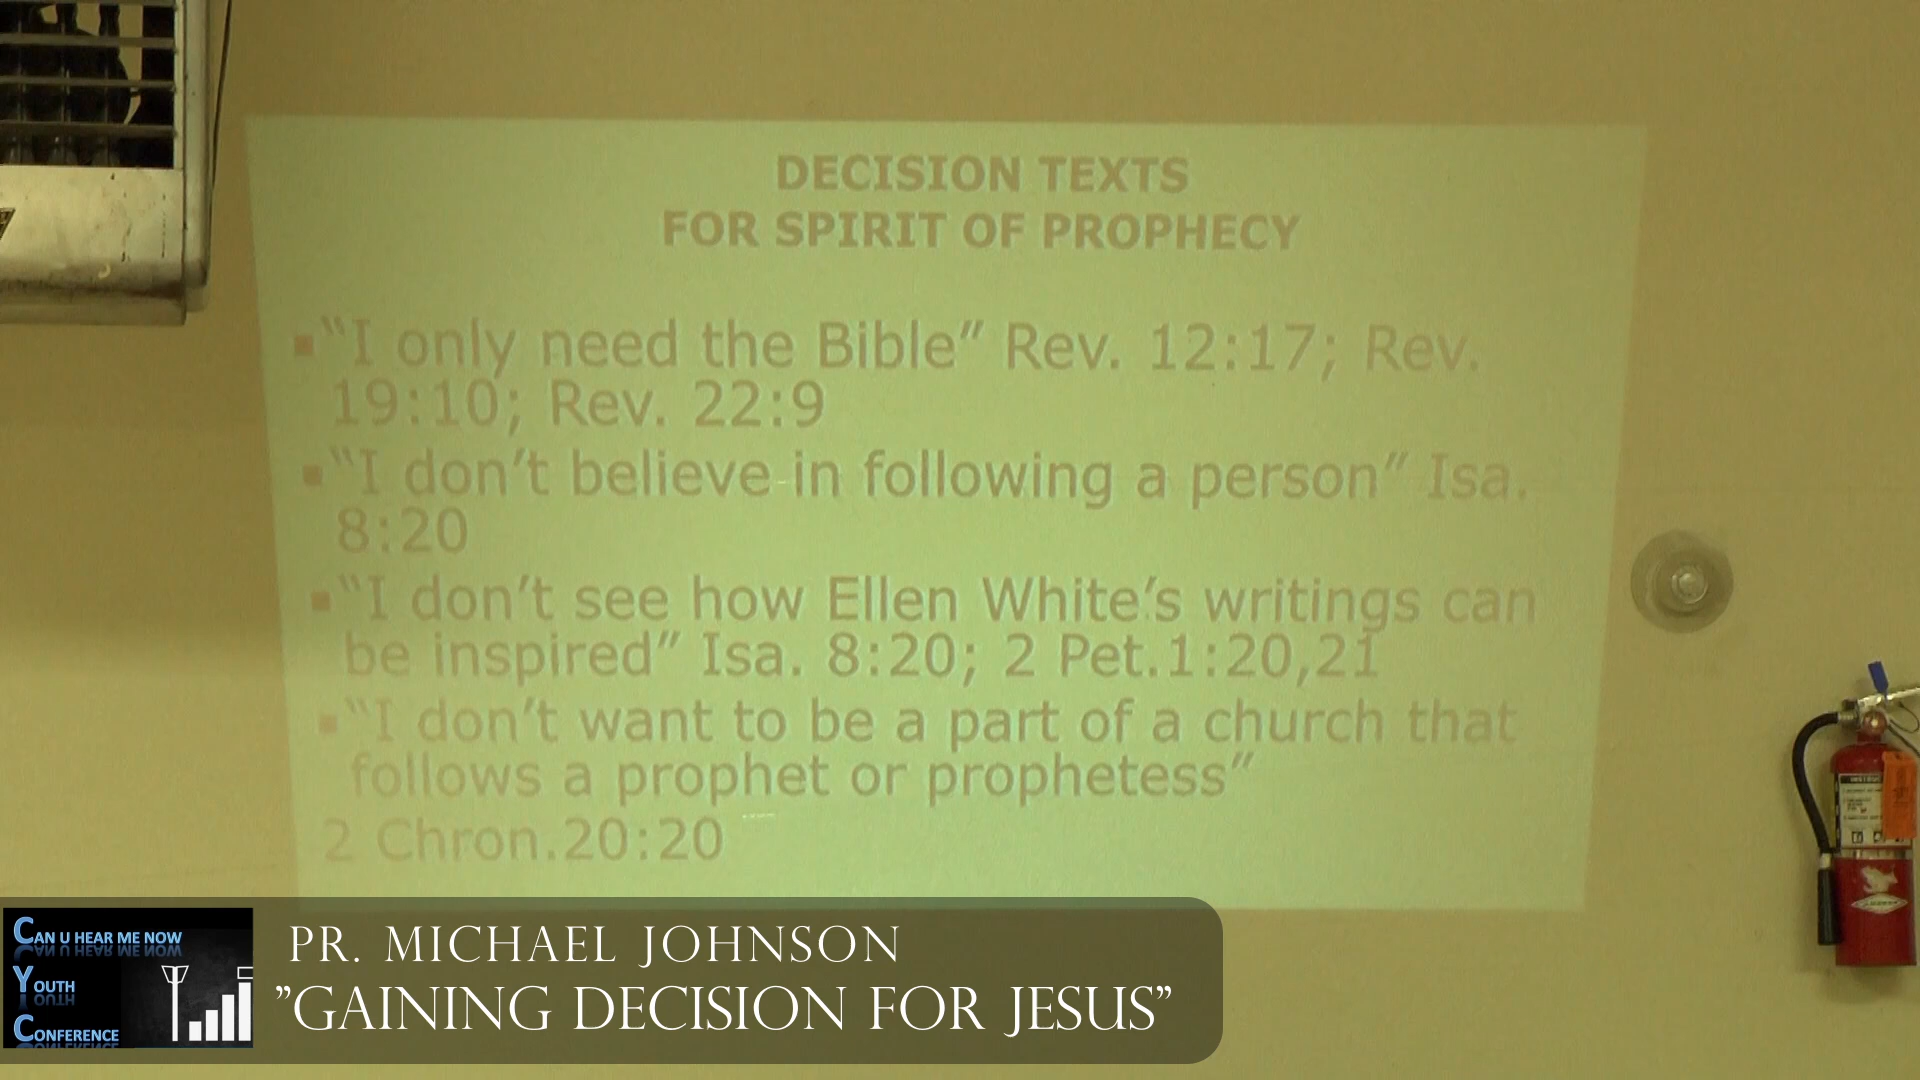 DECISION TEXTS
FOR SPIRIT OF PROPHECY
▪"I only need the Bible" Rev. 12:17; Rev.
19:10; Rev. 22:9
▪"I don't believe in following a person" Isa.
8:20
▪"I don't see how Ellen White's writings can
be inspired" Isa. 8:20; 2 Pet.1:20,21
▪"I don't want to be a part of a church that
follows a prophet or prophetess"
2 Chron.20:20
CAN U HEAR ME NOW
YOUTH
CONFERENCE
PR. MICHAEL JOHNSON
"GAINING DECISION FOR JESUS"